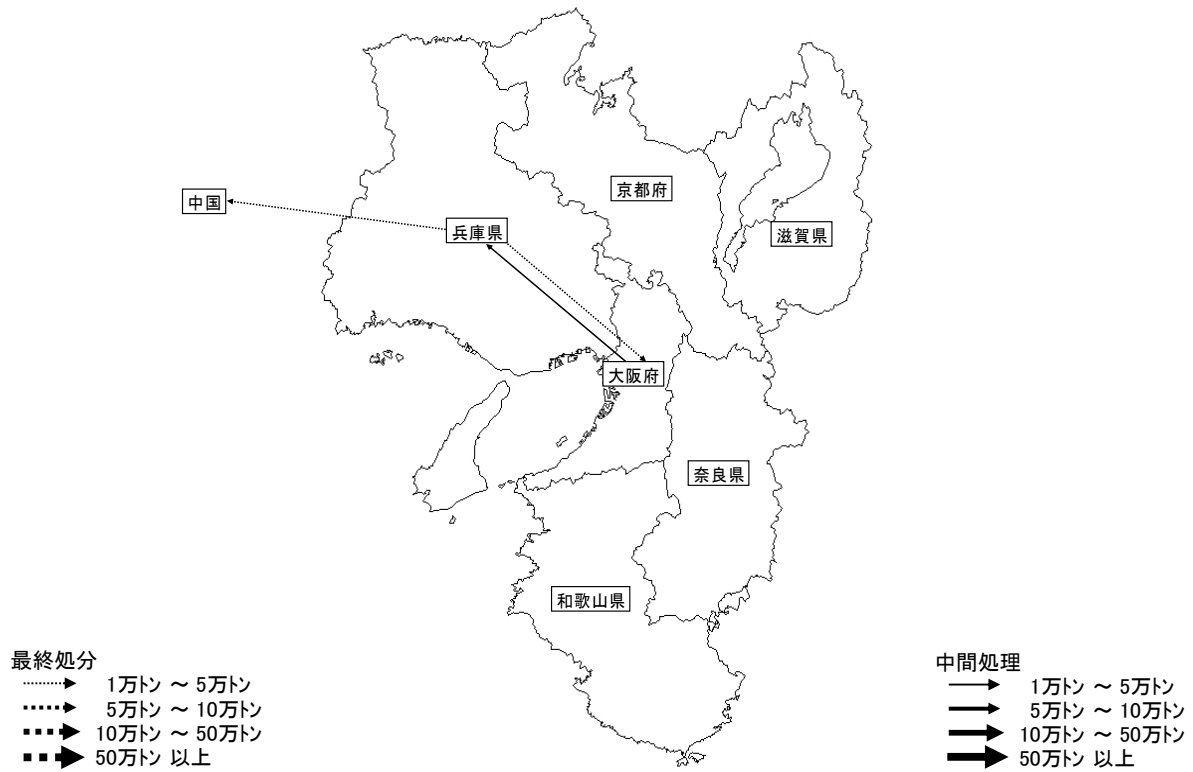 京都府
中国
兵庫県
滋賀県
大阪府
奈良県
和歌山県
最終処分
1万トン ～ 5万トン
5万トン ～ 10万トン
10万トン ～ 50万トン
50万トン 以上
中間処理
1万トン ～ 5万トン
5万トン ～ 10万トン
10万トン ～ 50万トン
50万トン 以上